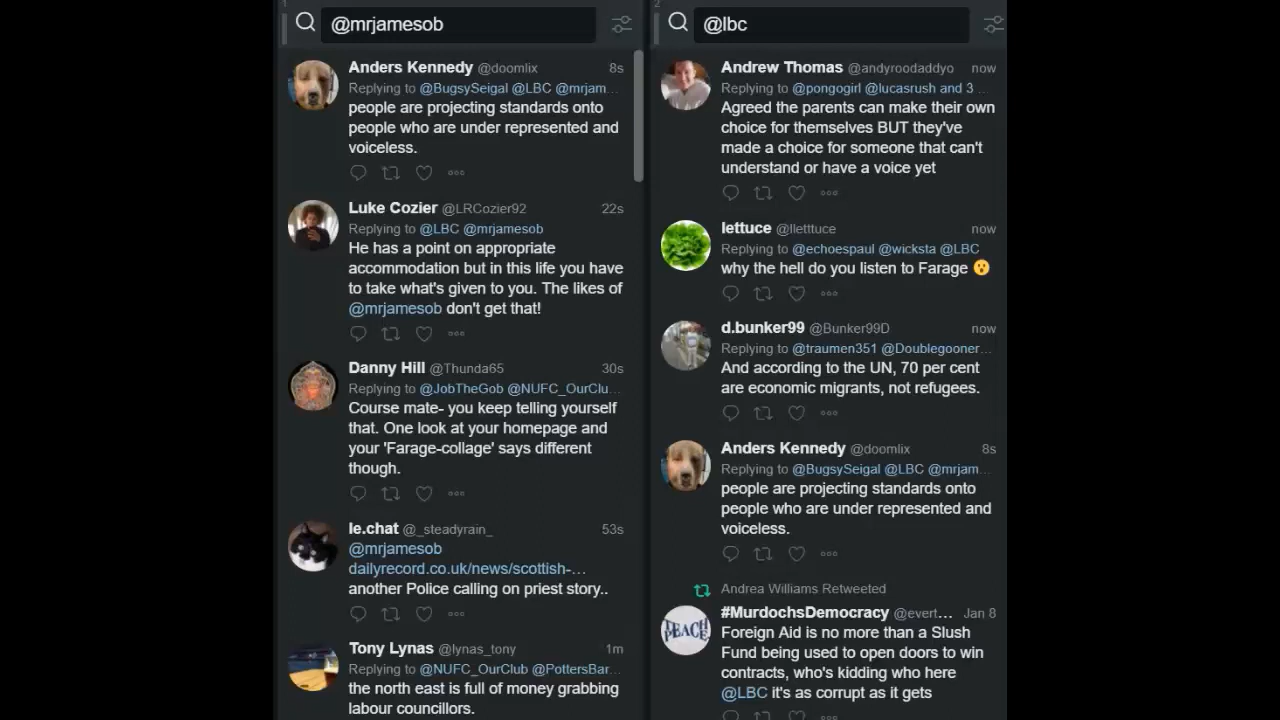 1
@mrjamesob
Anders Kennedy @doomlix 8s
Replying to @BugsySeigal @LBC @mrjam...
people are projecting standards onto
people who are under represented and
voiceless.
Luke Cozier @LRCozier92 22s
Replying to @LBC @mrjamesob
He has a point on appropriate
accommodation but in this life you have
to take what's given to you. The likes of
@mrjamesob don't get that!
Danny Hill @Thunda65 30s
Replying to @JobTheGob @NUFC_OurClu...
Course mate- you keep telling yourself
that. One look at your homepage and
your 'Farage-collage' says different
though.
le.chat @_steadyrain_ 53s
@mrjamesob
dailyrecord.co.uk/news/scottish-...
another Police calling on priest story..
Tony Lynas @lynas_tony 1m
Replying to @NUFC_OurClub @PottersBar...
the north east is full of money grabbing
labour councillors.
2
@lbc
Andrew Thomas @andyroodaddyo now
Replying to @pongogirl @lucasrush and 3 ...
Agreed the parents can make their own
choice for themselves BUT they've
made a choice for someone that can't
understand or have a voice yet
lettuce @lletttuce now
Replying to @echoespaul @wicksta @LBC
why the hell do you listen to Farage 😮
d.bunker99 @Bunker99D now
Replying to @traumen351 @Doublegooner...
And according to the UN, 70 per cent
are economic migrants, not refugees.
Anders Kennedy @doomlix 8s
Replying to @BugsySeigal @LBC @mrjam...
people are projecting standards onto
people who are under represented and
voiceless.
Andrea Williams Retweeted
#MurdochsDemocracy @evert... Jan 8
Foreign Aid is no more than a Slush
Fund being used to open doors to win
contracts, who's kidding who here
@LBC it's as corrupt as it gets
TEACH